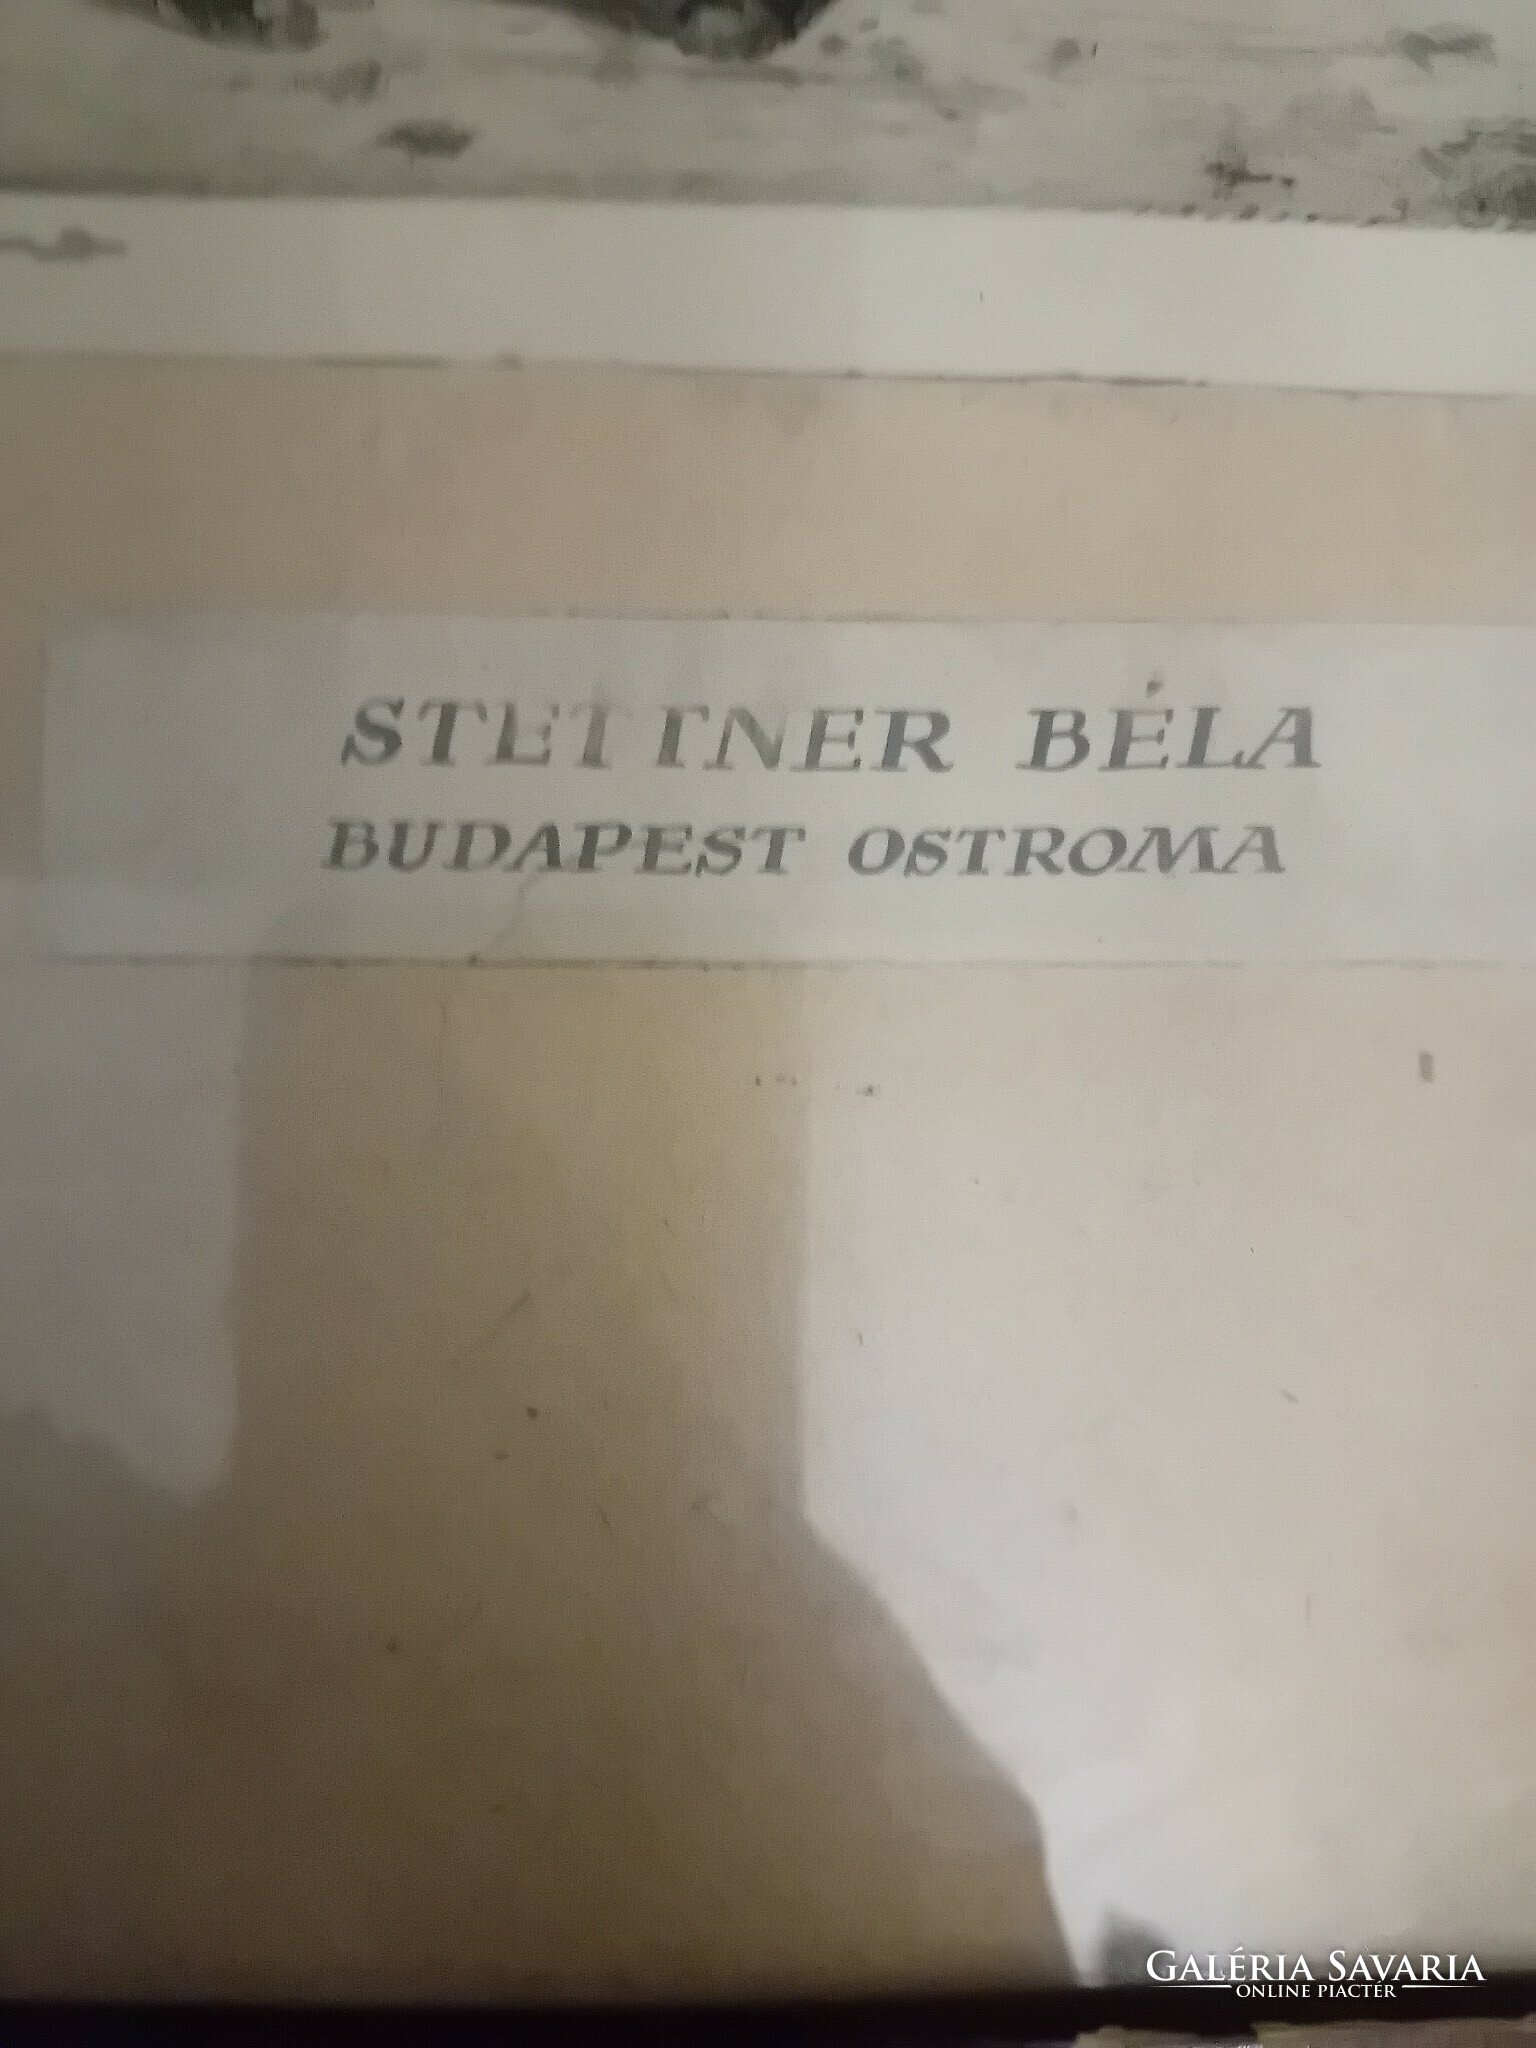 STETTNER BÉLA
BUDAPEST OSTROMA
GALÉRIA SAVARIA
ONLINE PIACTÉR